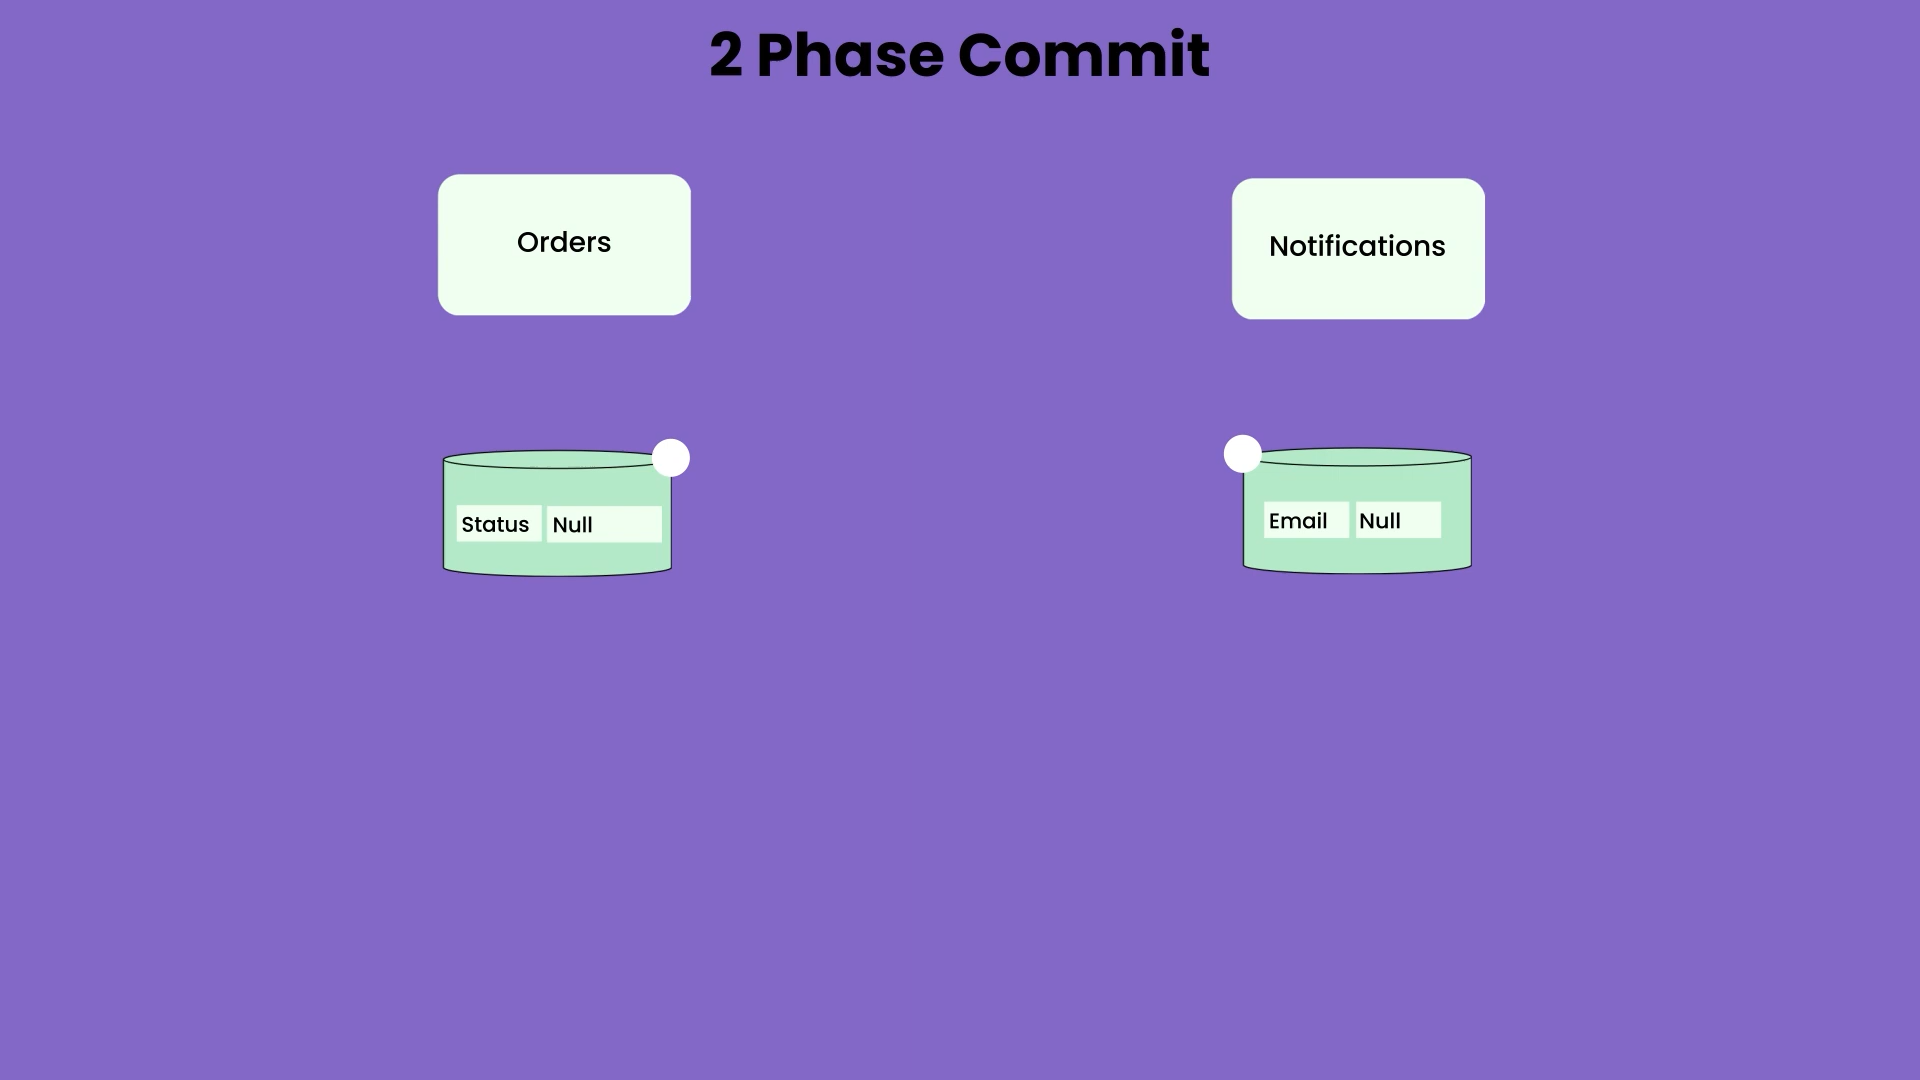 2 Phase Commit
Orders
Notifications
Status Null
Email Null